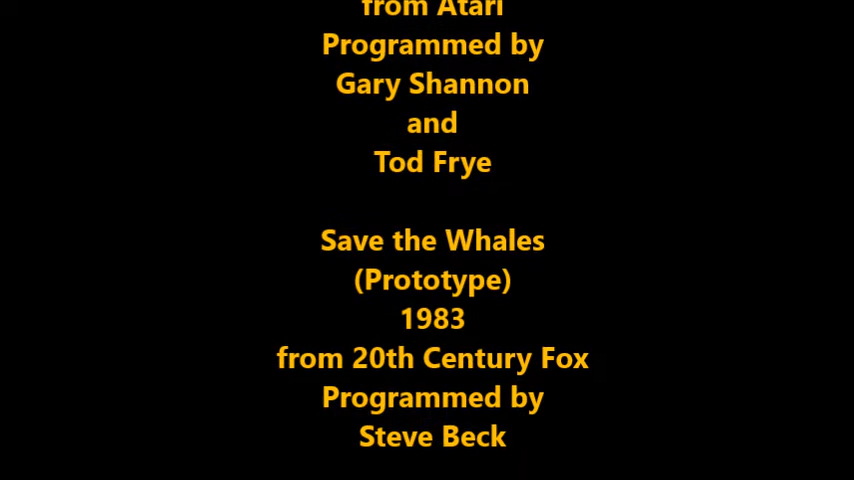 from Atari
Programmed by
Gary Shannon
and
Tod Frye
Save the Whales
(Prototype)
1983
from 20th Century Fox
Programmed by
Steve Beck